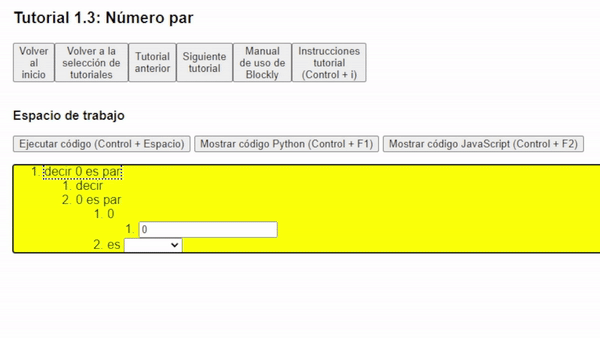 Tutorial 1.3: Número par
Volver al inicio
Volver a la selección de tutoriales
Tutorial anterior
Siguiente tutorial
Manual de uso de Blockly
Instrucciones tutorial (Control + i)
Espacio de trabajo
Ejecutar código (Control + Espacio) Mostrar código Python (Control + F1) Mostrar código JavaScript (Control + F2)
1. decir 0 es par
1. decir
2. 0 es par
1. 0
1. 0
2. es